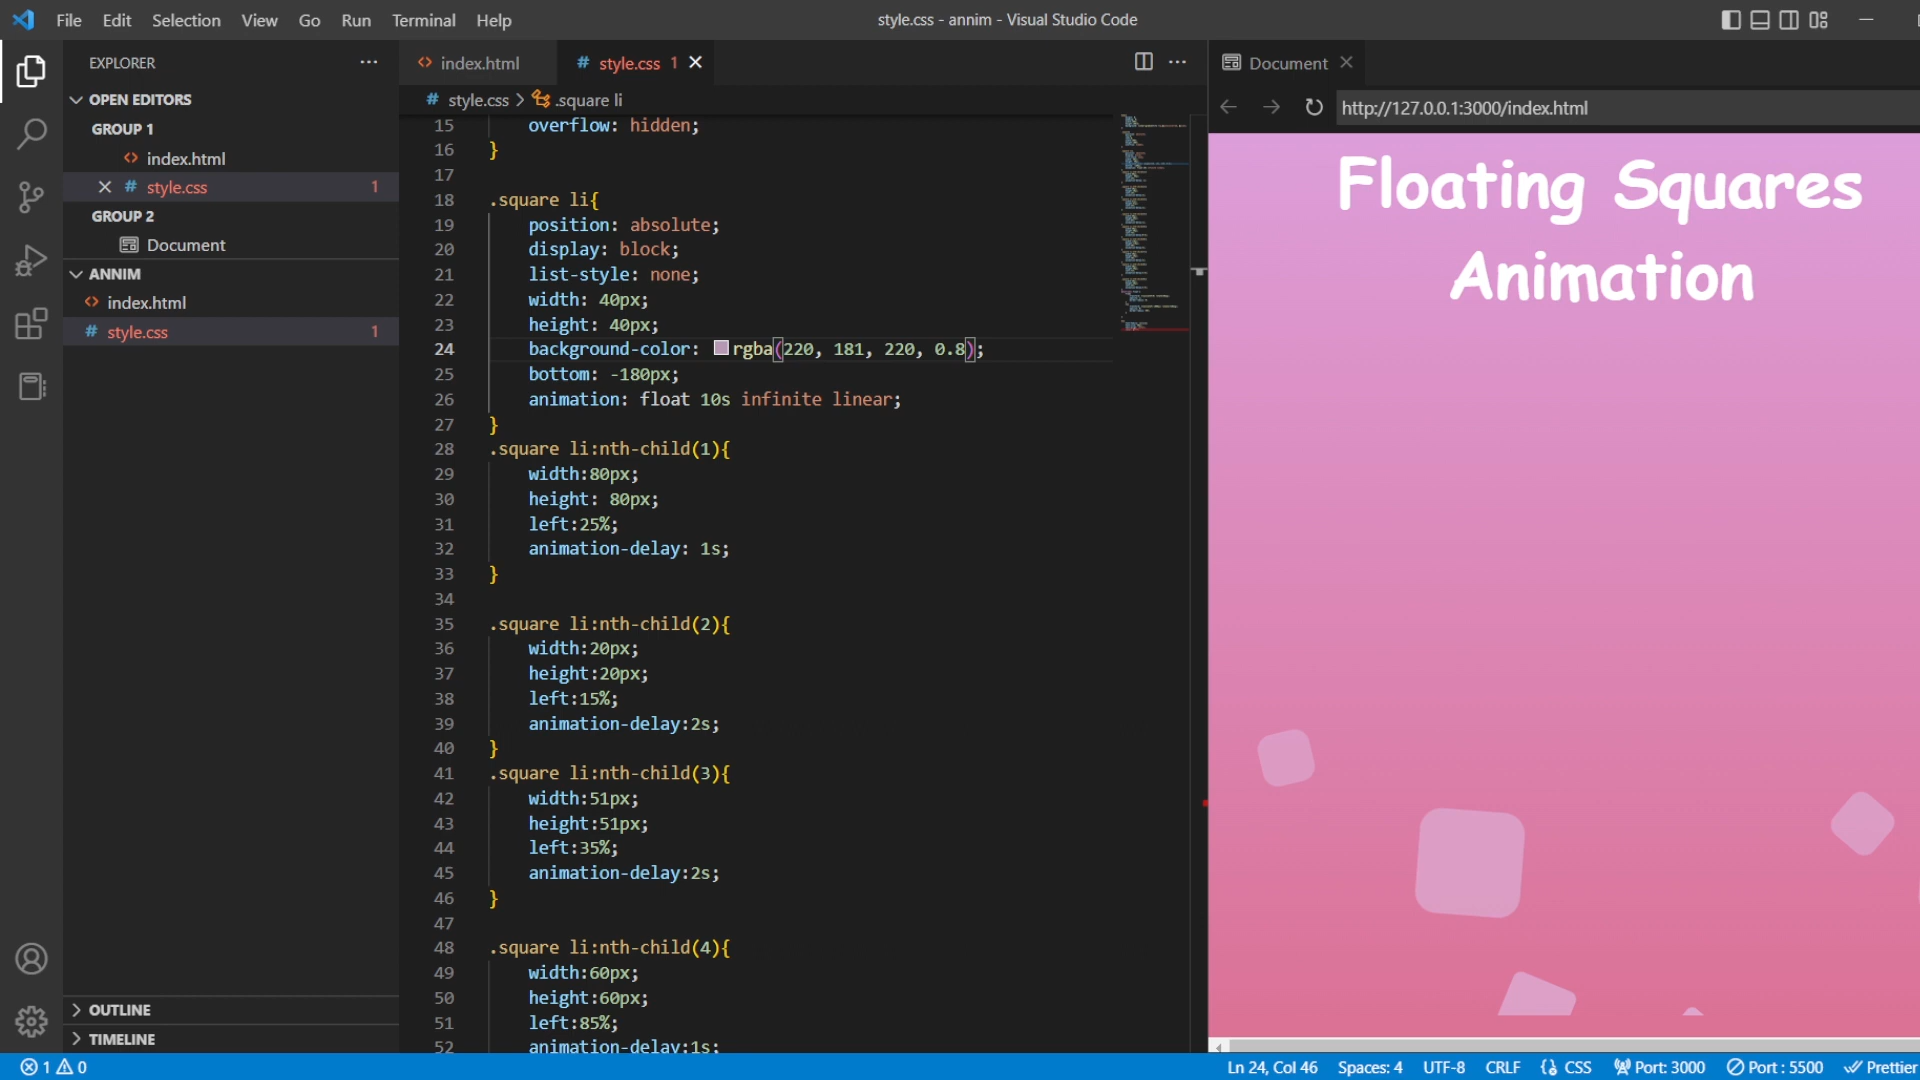 File Edit Selection View Go Run Terminal Help
style.css - annim - Visual Studio Code
EXPLORER
OPEN EDITORS
GROUP 1
index.html
style.css 1
GROUP 2
Document
ANNIM
index.html
style.css 1
OUTLINE
TIMELINE
index.html
# style.css 1
# style.css > .square li
15 overflow: hidden;
16 }
17
18 .square li{
19 position: absolute;
20 display: block;
21 list-style: none;
22 width: 40px;
23 height: 40px;
24 background-color: rgba(220, 181, 220, 0.8);
25 bottom: -180px;
26 animation: float 10s infinite linear;
27 }
28 .square li:nth-child(1){
29 width:80px;
30 height: 80px;
31 left:25%;
32 animation-delay: 1s;
33 }
34
35 .square li:nth-child(2){
36 width:20px;
37 height:20px;
38 left:15%;
39 animation-delay:2s;
40 }
41 .square li:nth-child(3){
42 width:51px;
43 height:51px;
44 left:35%;
45 animation-delay:2s;
46 }
47
48 .square li:nth-child(4){
49 width:60px;
50 height:60px;
51 left:85%;
52 animation-delay:1s;
Document
http://127.0.0.1:3000/index.html
Floating Squares
Animation
1 0
Ln 24, Col 46 Spaces: 4 UTF-8 CRLF CSS Port: 3000 Port : 5500 Prettier